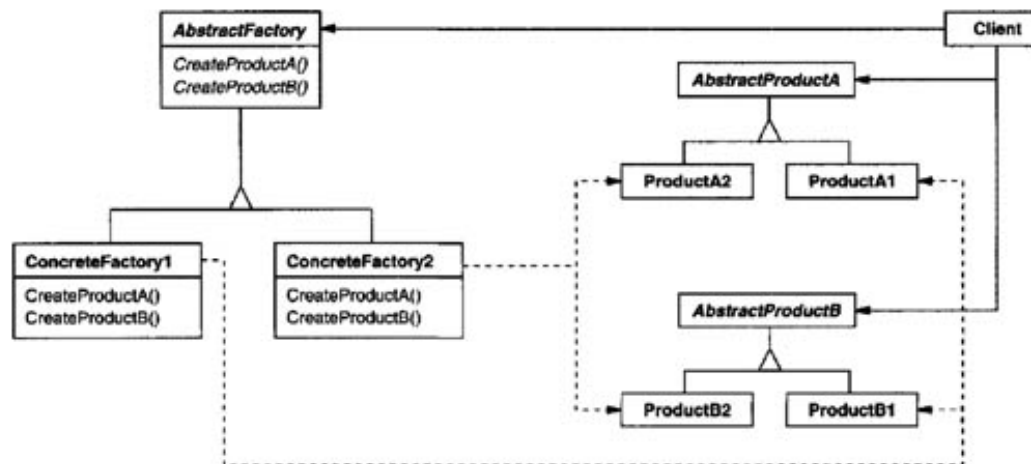 AbstractFactory
Client
CreateProductA()
CreateProductB()
AbstractProductA
ProductA2
ProductA1
ConcreteFactory1
ConcreteFactory2
CreateProductA()
CreateProductB()
CreateProductA()
CreateProductB()
AbstractProductB
ProductB2
ProductB1